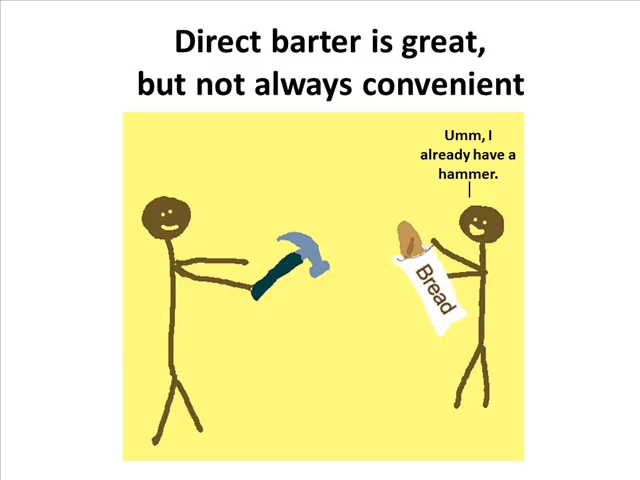 Direct barter is great,
but not always convenient
Umm, I
already have a
hammer.
Bread